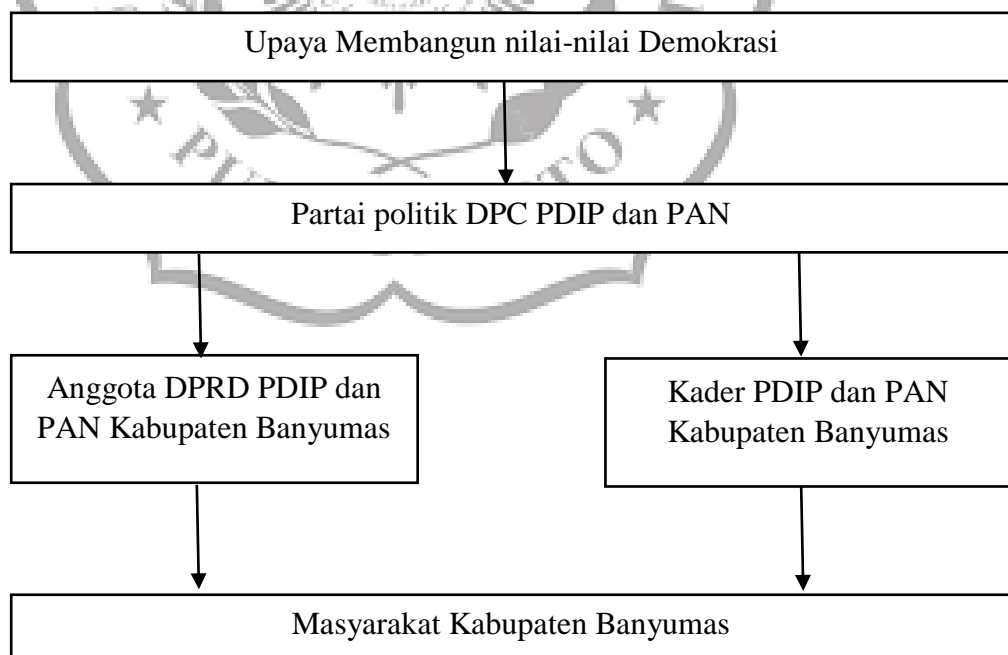 Upaya Membangun nilai-nilai Demokrasi
Partai politik DPC PDIP dan PAN
Anggota DPRD PDIP dan
PAN Kabupaten Banyumas
Kader PDIP dan PAN
Kabupaten Banyumas
Masyarakat Kabupaten Banyumas